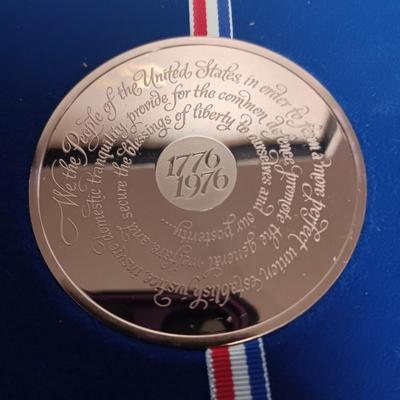 We the People of the United States, in order to form a more perfect union, establish justice, insure domestic tranquility, provide for the common defence, promote the general welfare and secure the blessings of liberty to ourselves and our posterity....
1776
1976